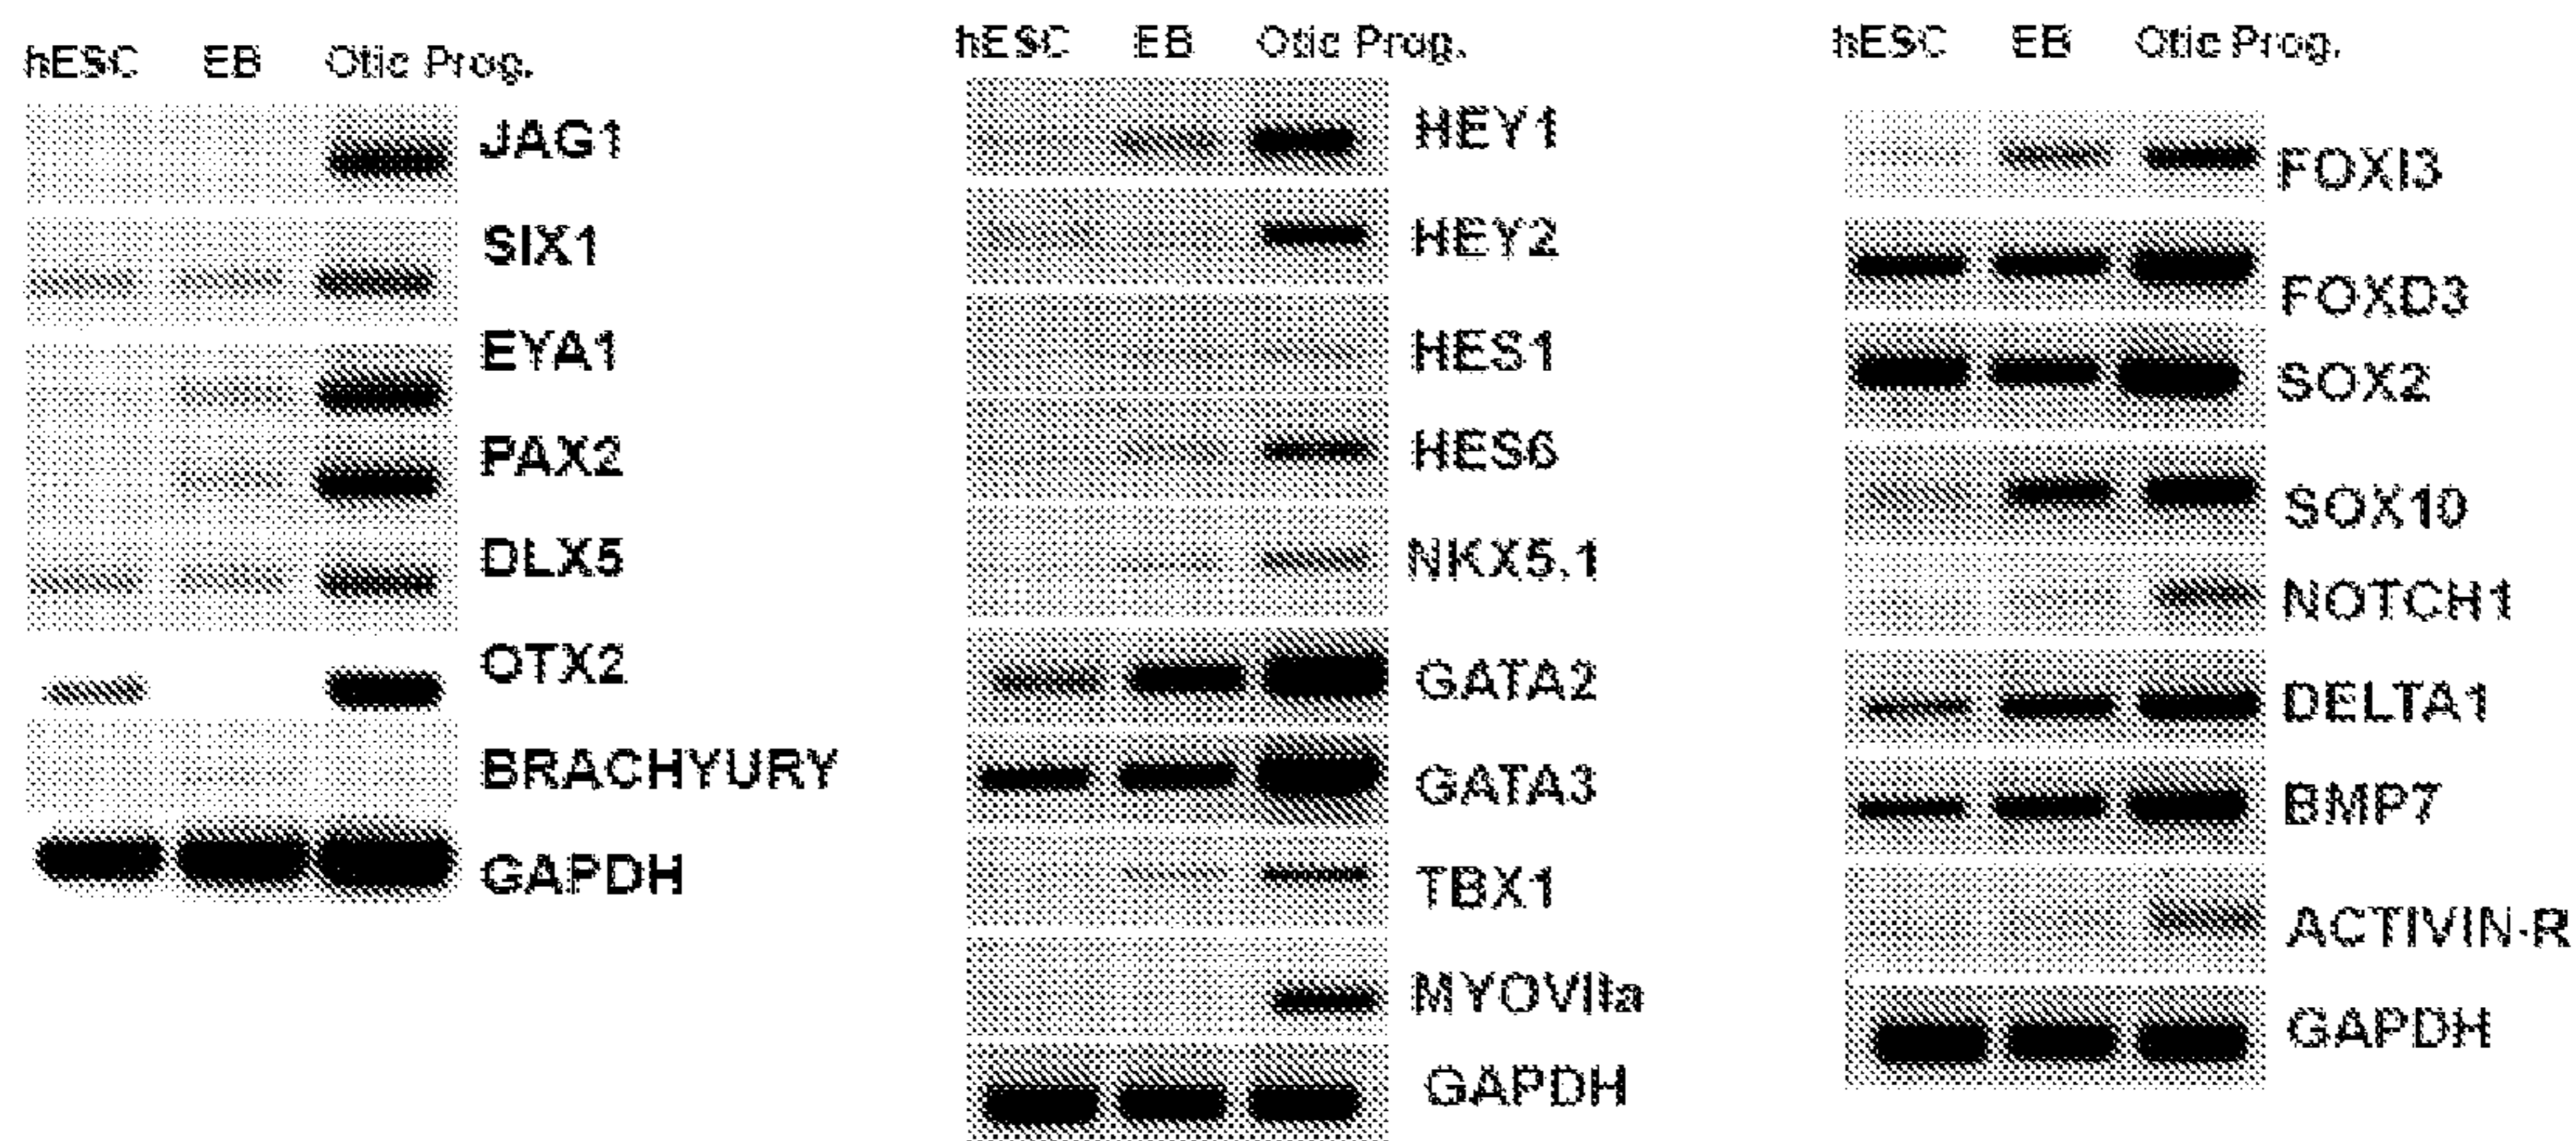 hESC EB Otic Prog.
JAG1
SIX1
EYA1
PAX2
DLX5
OTX2
BRACHYURY
GAPDH
hESC EB Otic Prog.
HEY1
HEY2
HES1
HES6
NKX5.1
GATA2
GATA3
TBX1
MYOVIIa
GAPDH
hESC EB Otic Prog.
FOXI3
FOXD3
SOX2
SOX10
NOTCH1
DELTA1
BMP7
ACTIVIN-R
GAPDH